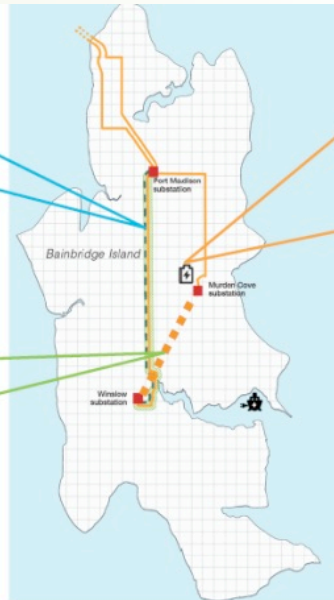 Port Madison
substation
Bainbridge Island
Murden Cove
substation
Winslow
substation